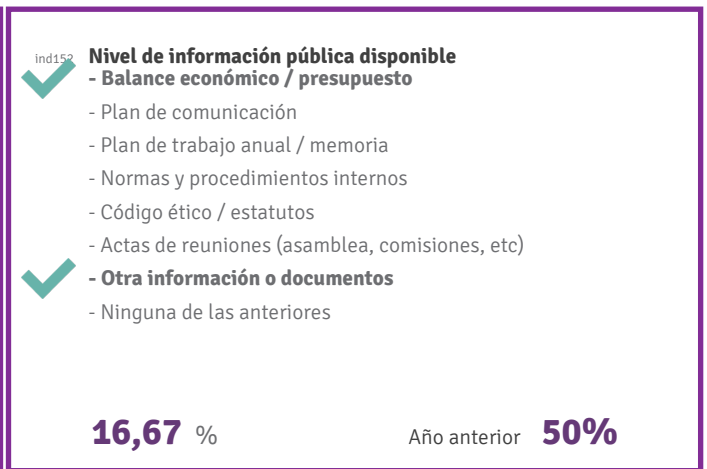 ind152 Nivel de información pública disponible
- Balance económico / presupuesto
- Plan de comunicación
- Plan de trabajo anual / memoria
- Normas y procedimientos internos
- Código ético / estatutos
- Actas de reuniones (asamblea, comisiones, etc)
- Otra información o documentos
- Ninguna de las anteriores
16,67 % Año anterior 50%